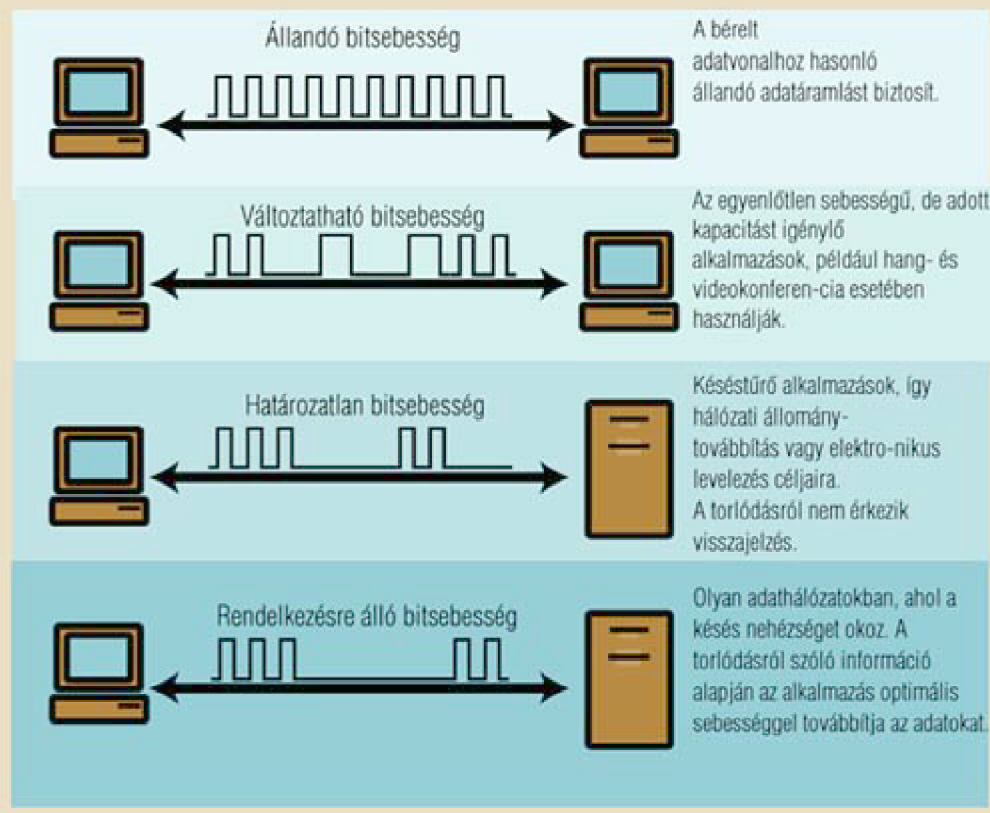 Állandó bitsebesség
A bérelt
adatvonalhoz hasonló
állandó adatáramlást biztosít.
Változtatható bitsebesség
Az egyenlőtlen sebességű, de adott
kapacitást igénylő
alkalmazások, például hang- és
videokonferen-cia esetében
használják.
Határozatlan bitsebesség
Késéstűrő alkalmazások, így
hálózati állomány-
továbbítás vagy elektro-nikus
levelezés céljaira.
A torlódásról nem érkezik
visszajelzés.
Rendelkezésre álló bitsebesség
Olyan adathálózatokban, ahol a
késés nehézséget okoz. A
torlódásról szóló információ
alapján az alkalmazás optimális
sebességgel továbbítja az adatokat.